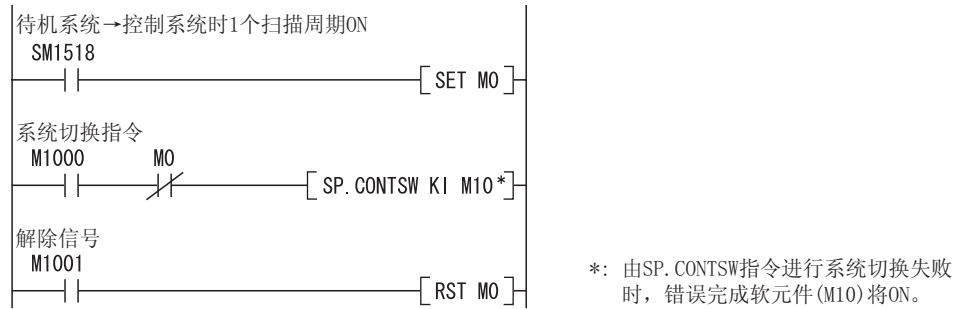 待机系统→控制系统时1个扫描周期ON
SM1518
SET M0
系统切换指令
M1000 M0
SP.CONTSW K1 M10*
解除信号
M1001
RST M0
*: 由SP.CONTSW指令进行系统切换失败
时，错误完成软元件(M10)将ON。